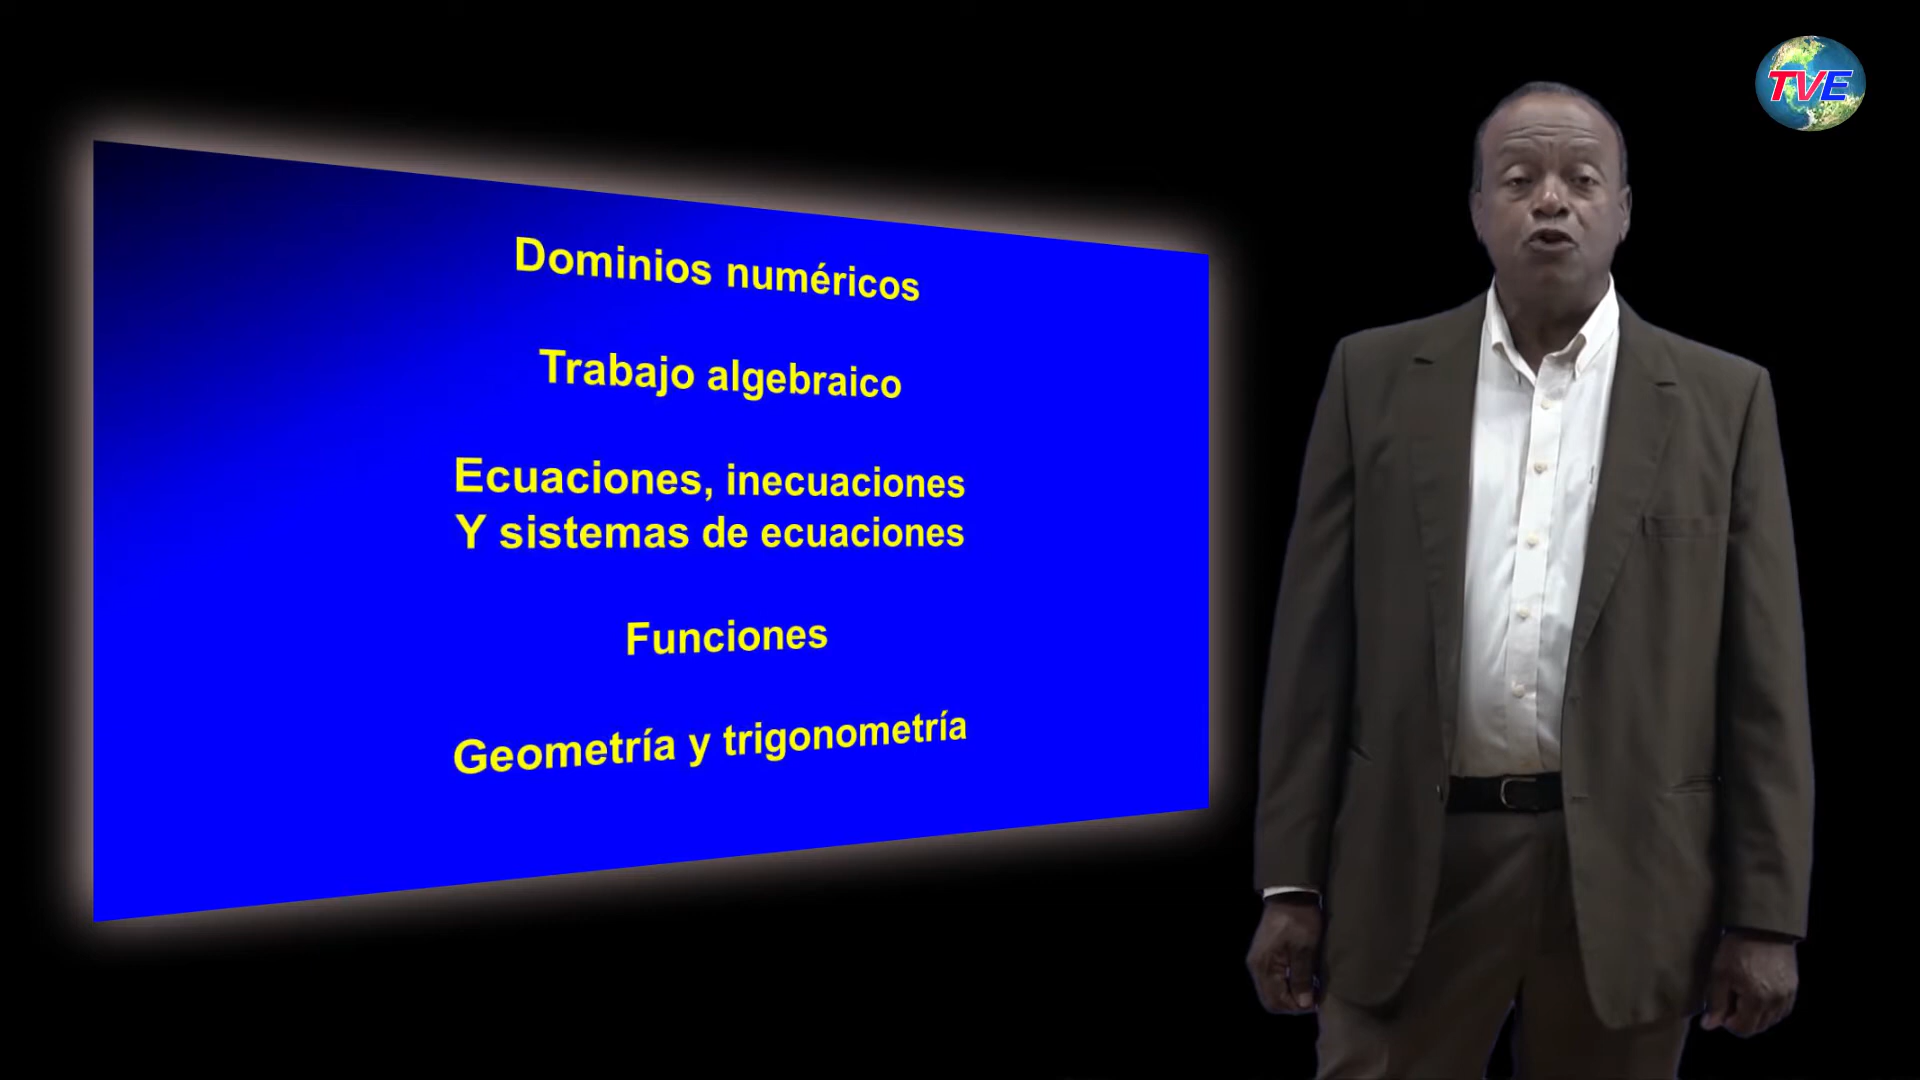 TVE
Dominios numéricos
Trabajo algebraico
Ecuaciones, inecuaciones
Y sistemas de ecuaciones
Funciones
Geometría y trigonometría